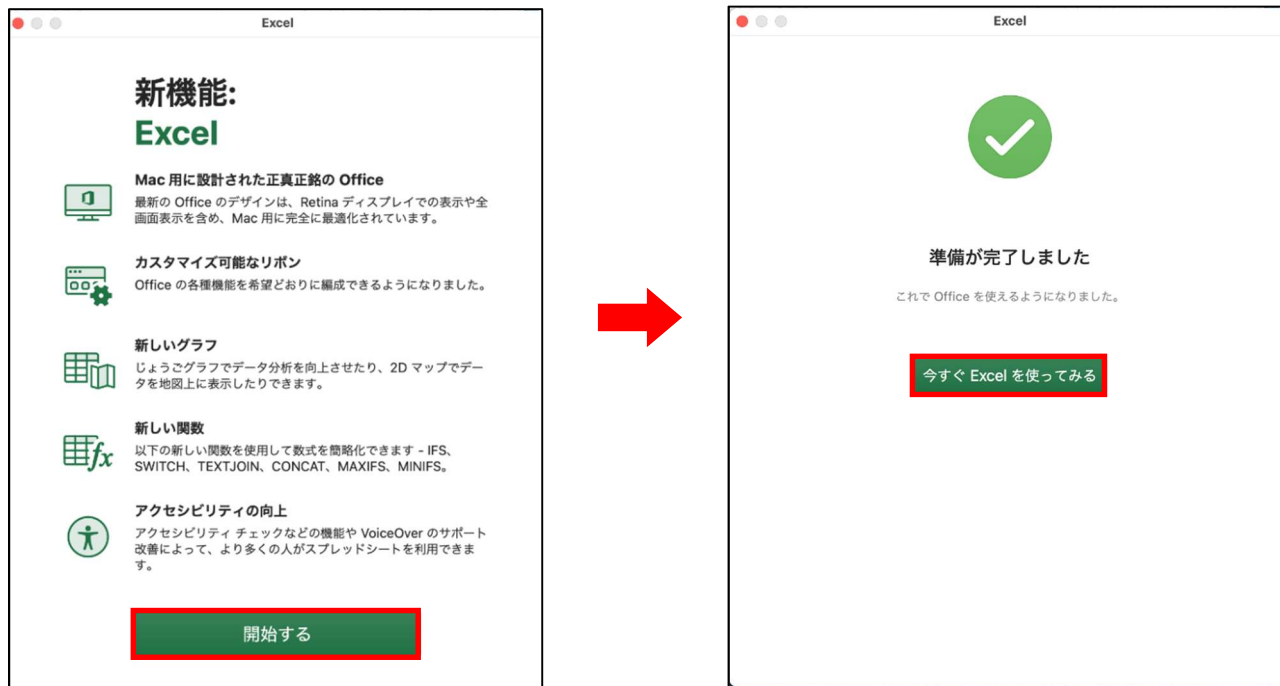 Excel
新機能:
Excel
Mac 用に設計された正真正銘の Office
最新の Office のデザインは、Retina ディスプレイでの表示や全
画面表示を含め、Mac 用に完全に最適化されています。
カスタマイズ可能なリボン
Office の各種機能を希望どおりに編成できるようになりました。
新しいグラフ
じょうごグラフでデータ分析を向上させたり、2D マップでデー
タを地図上に表示したりできます。
新しい関数
以下の新しい関数を使用して数式を簡略化できます - IFS、
SWITCH、TEXTJOIN、CONCAT、MAXIFS、MINIFS。
アクセシビリティの向上
アクセシビリティ チェックなどの機能や VoiceOver のサポート
改善によって、より多くの人がスプレッドシートを利用できま
す。
開始する
Excel
準備が完了しました
これで Office を使えるようになりました。
今すぐ Excel を使ってみる